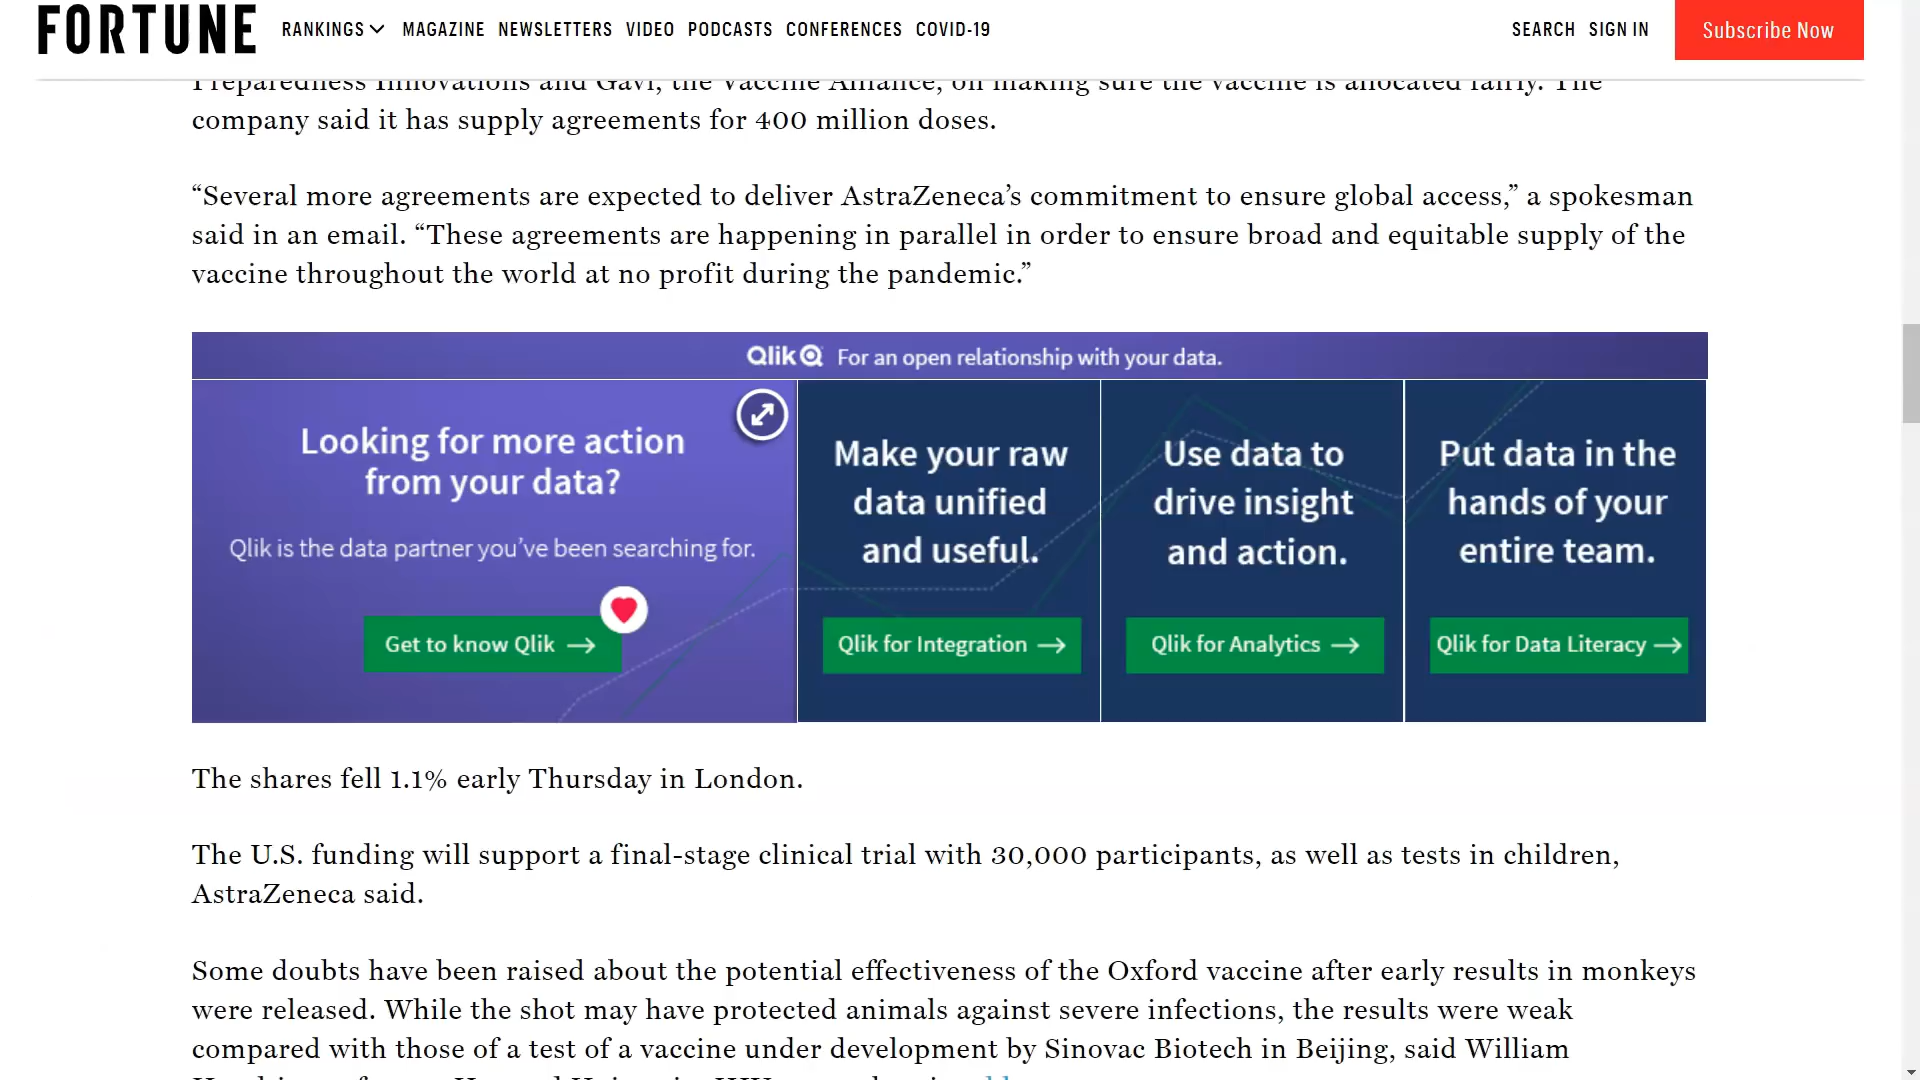 FORTUNE RANKINGS MAGAZINE NEWSLETTERS VIDEO PODCASTS CONFERENCES COVID-19 SEARCH SIGN IN Subscribe Now
Preparedness Innovations and Gavi, the Vaccine Alliance, on making sure the vaccine is allocated fairly. The
company said it has supply agreements for 400 million doses.
“Several more agreements are expected to deliver AstraZeneca’s commitment to ensure global access,” a spokesman
said in an email. “These agreements are happening in parallel in order to ensure broad and equitable supply of the
vaccine throughout the world at no profit during the pandemic.”
Qlik For an open relationship with your data.
Looking for more action
from your data?
Qlik is the data partner you’ve been searching for.
Get to know Qlik →
Make your raw
data unified
and useful.
Qlik for Integration →
Use data to
drive insight
and action.
Qlik for Analytics →
Put data in the
hands of your
entire team.
Qlik for Data Literacy →
The shares fell 1.1% early Thursday in London.
The U.S. funding will support a final-stage clinical trial with 30,000 participants, as well as tests in children,
AstraZeneca said.
Some doubts have been raised about the potential effectiveness of the Oxford vaccine after early results in monkeys
were released. While the shot may have protected animals against severe infections, the results were weak
compared with those of a test of a vaccine under development by Sinovac Biotech in Beijing, said William